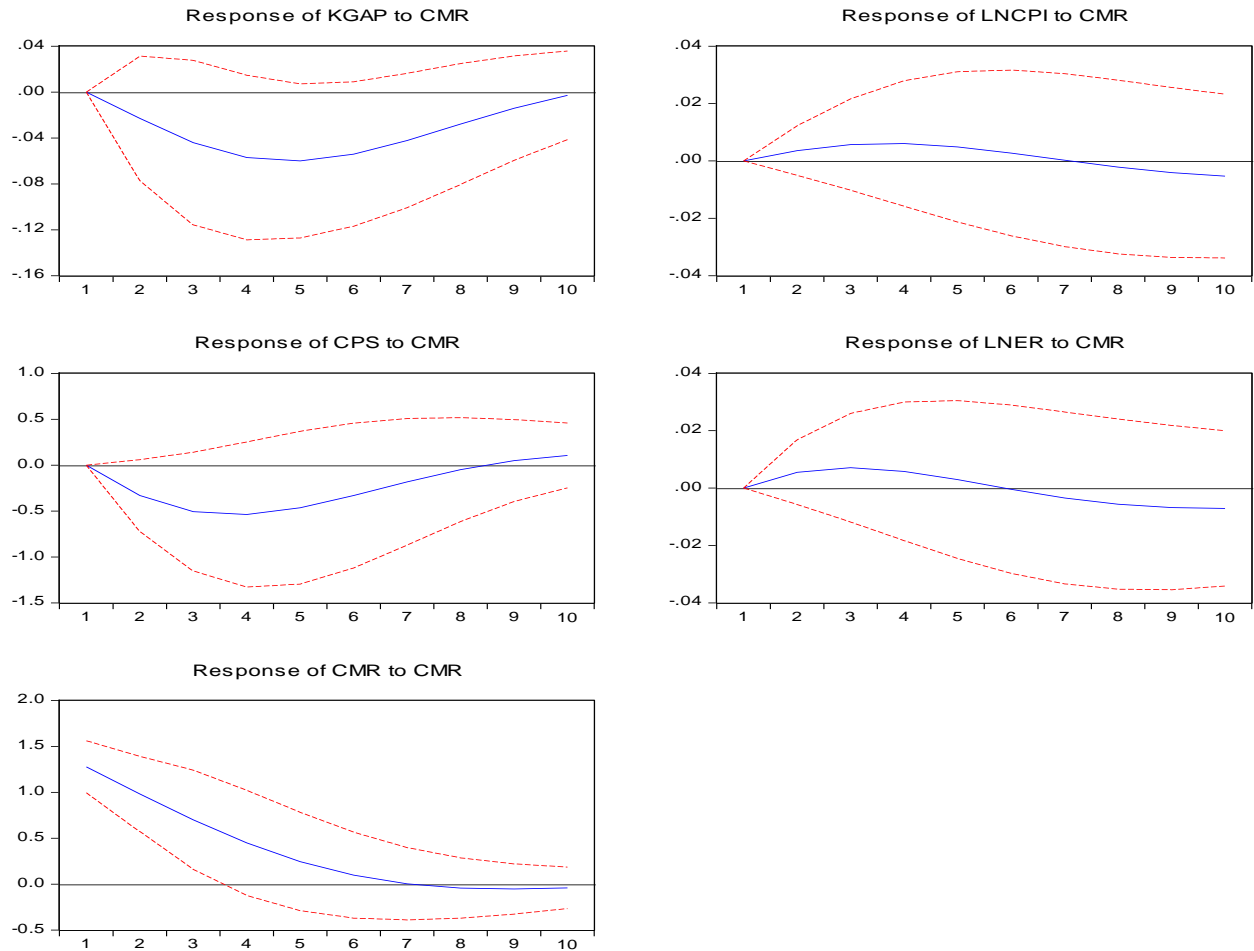 Response of KGAP to CMR
.04
.00
-.04
-.08
-.12
-.16
1 2 3 4 5 6 7 8 9 10
Response of LNCPI to CMR
.04
.02
.00
-.02
-.04
1 2 3 4 5 6 7 8 9 10
Response of CPS to CMR
1.0
0.5
0.0
-0.5
-1.0
-1.5
1 2 3 4 5 6 7 8 9 10
Response of LNER to CMR
.04
.02
.00
-.02
-.04
1 2 3 4 5 6 7 8 9 10
Response of CMR to CMR
2.0
1.5
1.0
0.5
0.0
-0.5
1 2 3 4 5 6 7 8 9 10